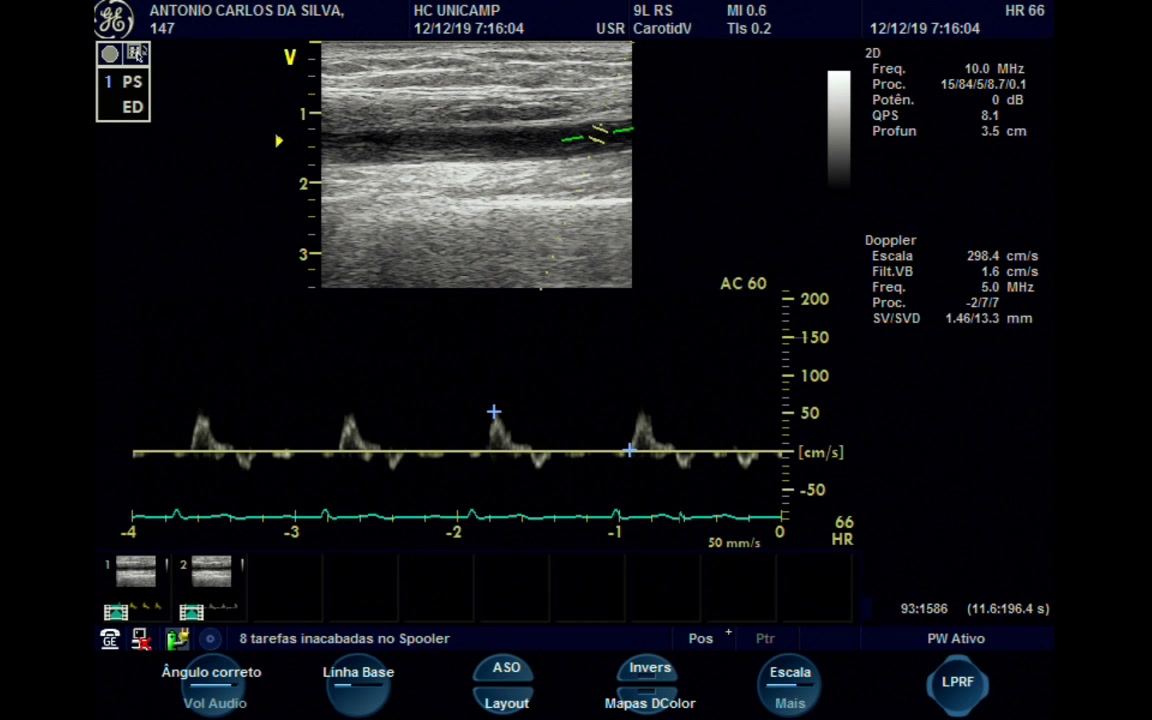 ANTONIO CARLOS DA SILVA,
147
HC UNICAMP
12/12/19 7:16:04
USR
9L RS
CarotidV
MI 0.6
TIs 0.2
HR 66
12/12/19 7:16:04
1 PS
ED
V
1
2
3
2D
Freq. 10.0 MHz
Proc. 15/84/5/8.7/0.1
Potên. 0 dB
QPS 8.1
Profun 3.5 cm
Doppler
Escala 298.4 cm/s
Filt.VB 1.6 cm/s
Freq. 5.0 MHz
Proc. -2/7/7
SV/SVD 1.46/13.3 mm
AC 60
200
150
100
50
[cm/s]
-50
-4 -3 -2 -1 0
50 mm/s
66
HR
1 2
93:1586 (11.6:196.4 s)
GE
8 tarefas inacabadas no Spooler
Pos +
Ptr
PW Ativo
Ângulo correto
Vol Audio
Linha Base
ASO
Layout
Invers
Mapas DColor
Escala
Mais
LPRF